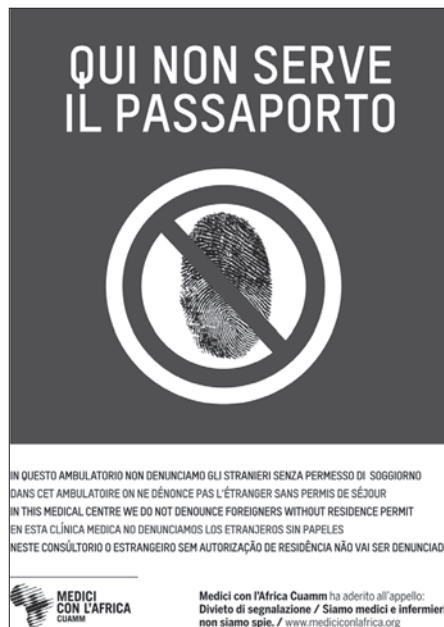 QUI NON SERVE
IL PASSAPORTO
IN QUESTO AMBULATORIO NON DENUNCIAMO GLI STRANIERI SENZA PERMESSO DI SOGGIORNO
DANS CET AMBULATOIRE ON NE DÉNONCE PAS L'ÉTRANGER SANS PERMIS DE SÉJOUR
IN THIS MEDICAL CENTRE WE DO NOT DENOUNCE FOREIGNERS WITHOUT RESIDENCE PERMIT
EN ESTA CLÍNICA MEDICA NO DENUNCIAMOS LOS ETRANJEROS SIN PAPELES
NESTE CONSÚLTORIO O ESTRANGEIRO SEM AUTORIZAÇÃO DE RESIDÊNCIA NÃO VAI SER DENUNCIAD
MEDICI
CON L'AFRICA
CUAMM
Medici con l'Africa Cuamm ha aderito all'appello:
Divieto di segnalazione / Siamo medici e infermieri
non siamo spie. / www.mediciconlafrica.org